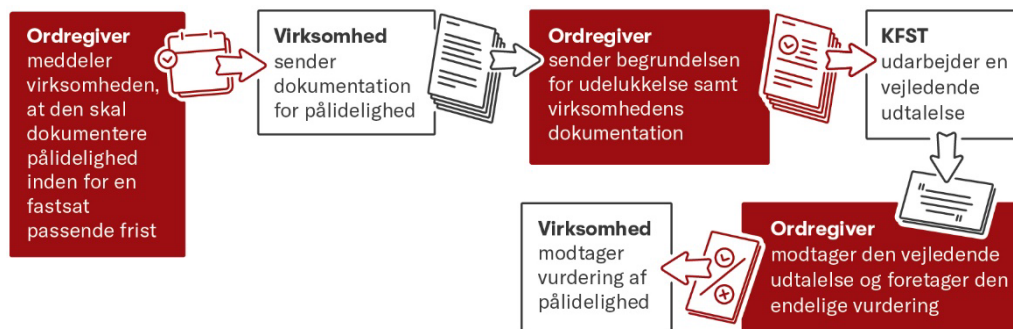 Ordregiver
meddeler
virksomheden,
at den skal
dokumentere
pålidelighed
inden for en
fastsat
passende frist
Virksomhed
sender
dokumentation
for pålidelighed
Ordregiver
sender begrundelsen
for udelukkelse samt
virksomhedens
dokumentation
KFST
udarbejder en
vejledende
udtalelse
Ordregiver
modtager den vejledende
udtalelse og foretager den
endelige vurdering
Virksomhed
modtager
vurdering af
pålidelighed